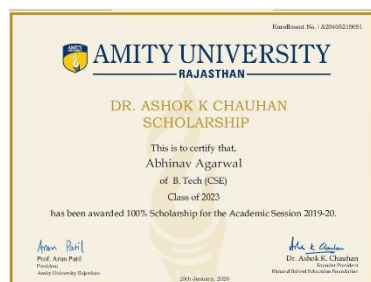 Enrollment No. : A20405219091
AMITY UNIVERSITY
RAJASTHAN
DR. ASHOK K CHAUHAN
SCHOLARSHIP
This is to certify that,
Abhinav Agarwal
of B. Tech (CSE)
Class of 2023
has been awarded 100% Scholarship for the Academic Session 2019-20.
Arun Patil
Prof. Arun Patil
President
Amity University Rajasthan
Dr. Ashok K. Chauhan
Founder President
Ritnand Balved Education Foundation
20th January, 2020